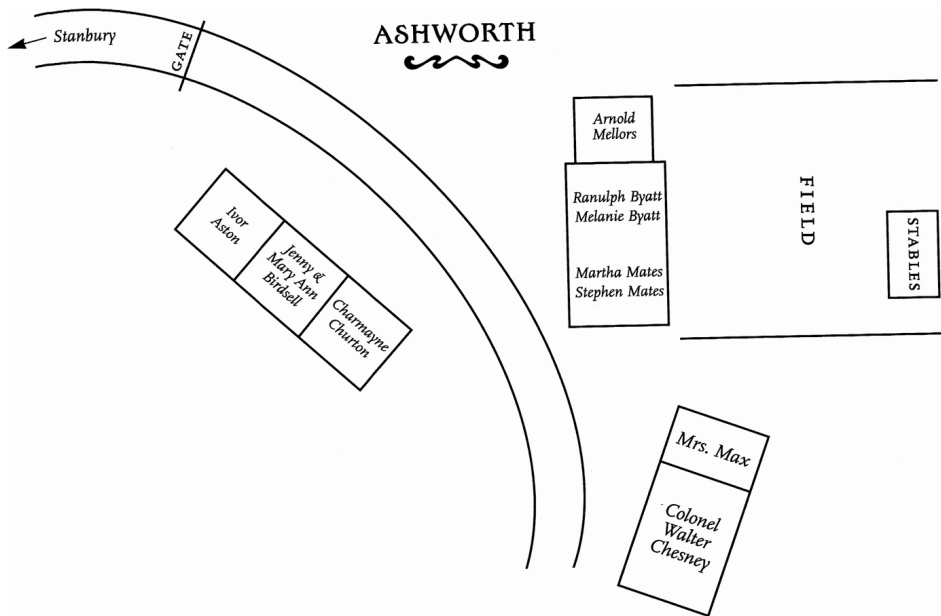 Stanbury
GATE
ASHWORTH
Arnold
Mellors
Ranulph Byatt
Melanie Byatt
Martha Mates
Stephen Mates
FIELD
STABLES
Ivor
Aston
Jenny &
Mary Ann
Birdsell
Charmayne
Churton
Mrs. Max
Colonel
Walter
Chesney